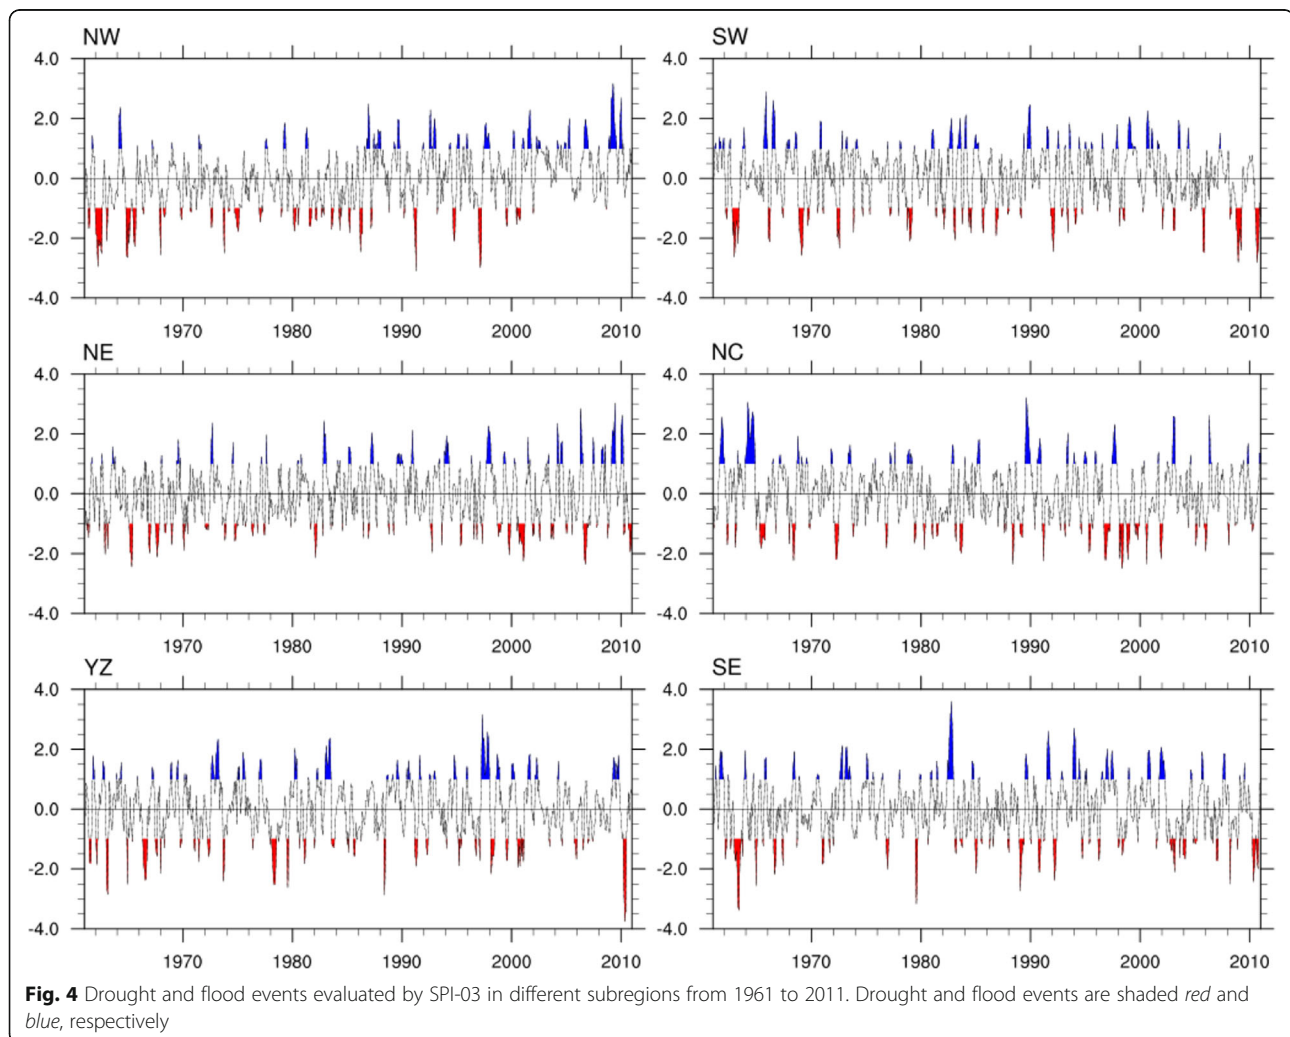 NW
4.0
2.0
0.0
-2.0
-4.0
1970 1980 1990 2000 2010
SW
4.0
2.0
0.0
-2.0
-4.0
1970 1980 1990 2000 2010
NE
4.0
2.0
0.0
-2.0
-4.0
1970 1980 1990 2000 2010
NC
4.0
2.0
0.0
-2.0
-4.0
1970 1980 1990 2000 2010
YZ
4.0
2.0
0.0
-2.0
-4.0
1970 1980 1990 2000 2010
SE
4.0
2.0
0.0
-2.0
-4.0
1970 1980 1990 2000 2010
Fig. 4 Drought and flood events evaluated by SPI-03 in different subregions from 1961 to 2011. Drought and flood events are shaded red and
blue, respectively